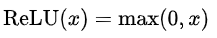 ReLU(x) = max(0, x)